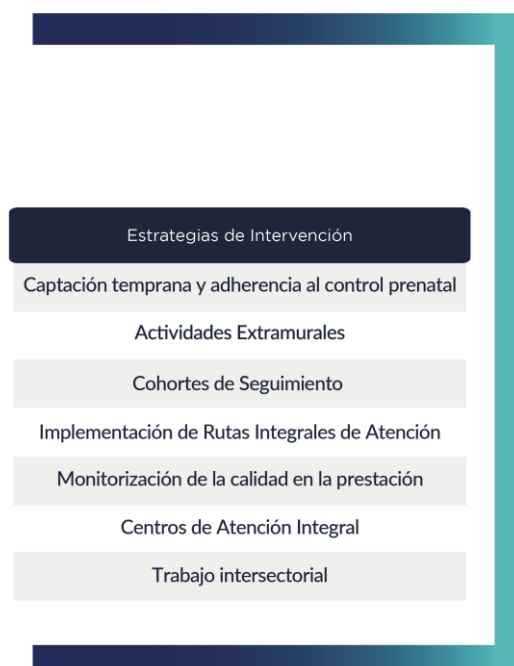 Estrategias de Intervención
Captación temprana y adherencia al control prenatal
Actividades Extramurales
Cohortes de Seguimiento
Implementación de Rutas Integrales de Atención
Monitorización de la calidad en la prestación
Centros de Atención Integral
Trabajo intersectorial